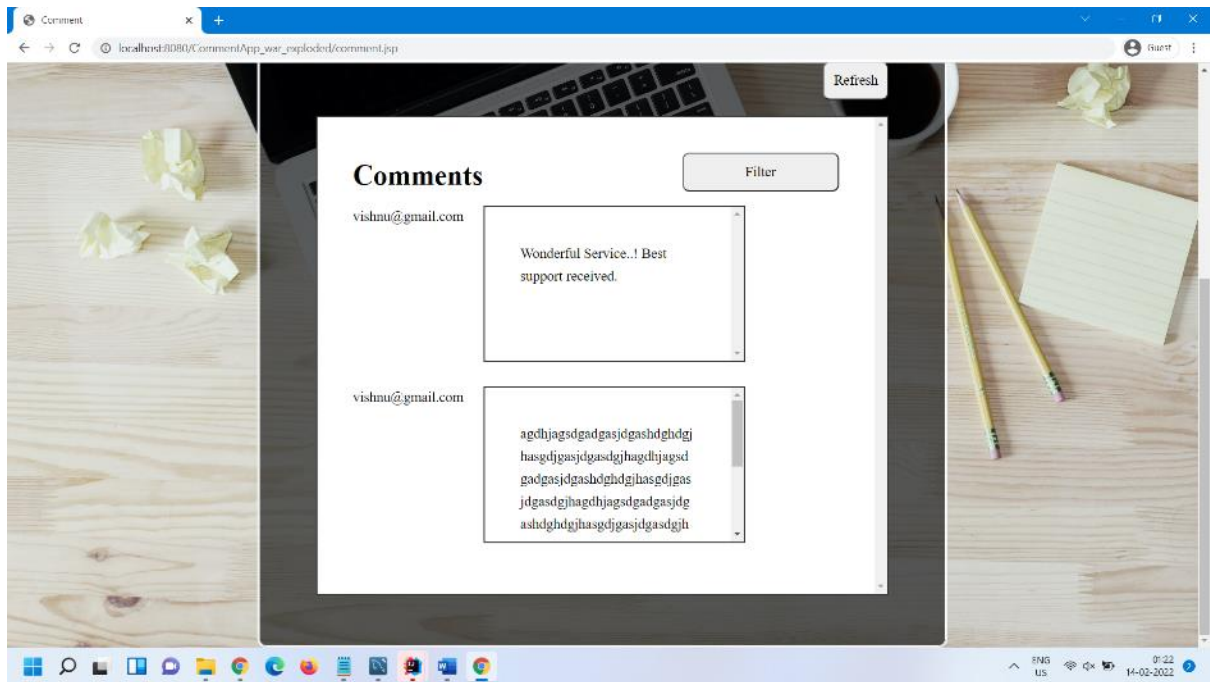 Comment
localhost:8080/CommentApp_war_exploded/comment.jsp
Guest
Refresh
Comments
Filter
vishnu@gmail.com
Wonderful Service..! Best
support received.
vishnu@gmail.com
agdhjagsdgadgasjdgashdghdgj
hasgdjgasjdgasdgjhagdhjagsd
gadgasjdgashdghdgjhasgdjgas
jdgasdgjhagdhjagsdgadgasjdg
ashdghdgjhasgdjgasjdgasdgjh
ENG
US
01:22
14-02-2022
2